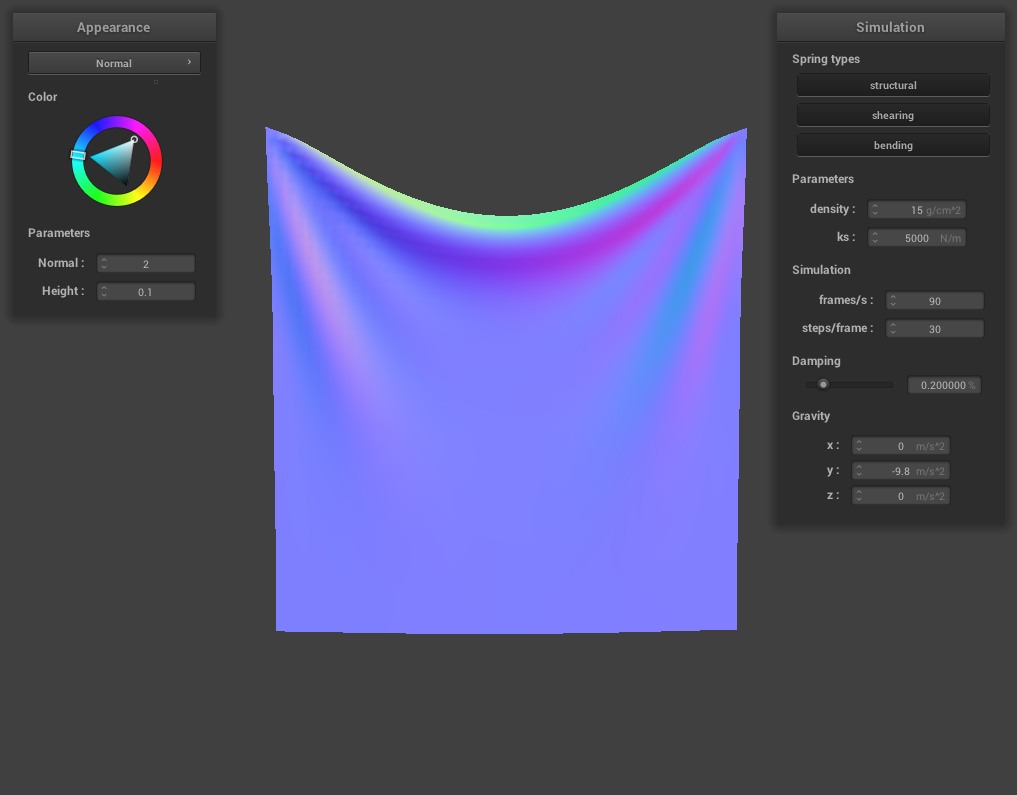 Appearance
Normal ›
Color
Parameters
Normal : 2
Height : 0.1
Simulation
Spring types
structural
shearing
bending
Parameters
density : 15 g/cm^2
ks : 5000 N/m
Simulation
frames/s : 90
steps/frame : 30
Damping
0.200000 %
Gravity
x : 0 m/s^2
y : -9.8 m/s^2
z : 0 m/s^2